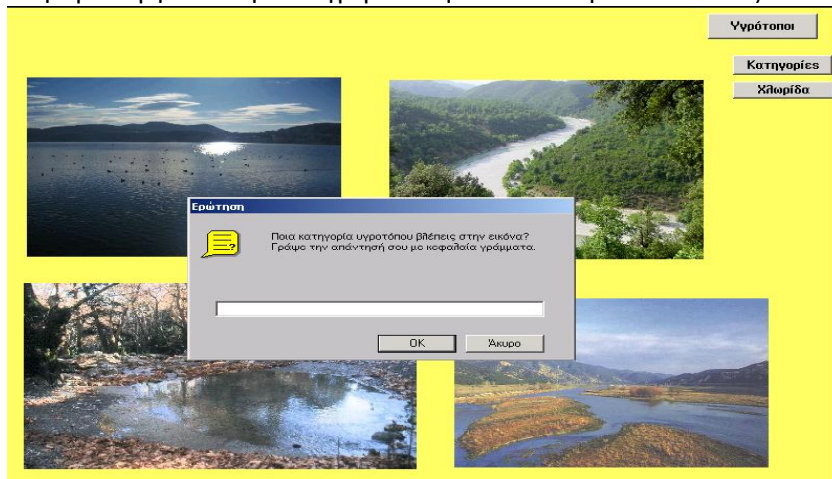 Υγρότοποι
Κατηγορίες
Χλωρίδα
Ερώτηση
Ποια κατηγορία υγροτόπου βλέπεις στην εικόνα?
Γράψε την απάντησή σου με κεφαλαία γράμματα.
OK
Άκυρο